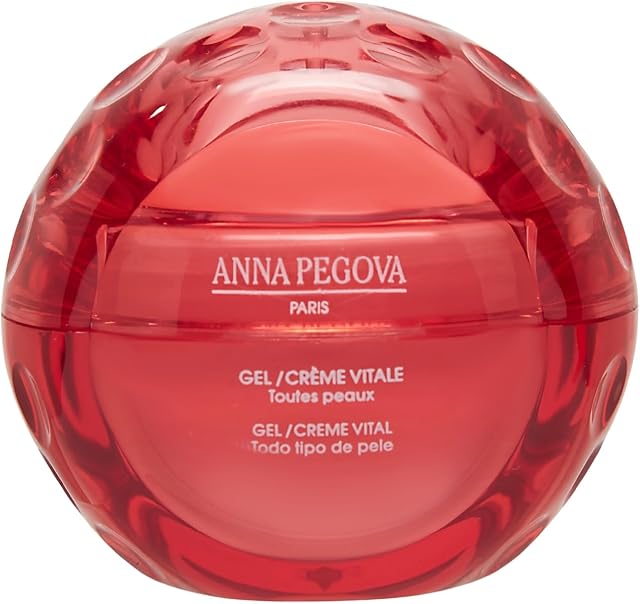 ANNA PEGOVA
PARIS
GEL/CRÈME VITALE
Toutes peaux
GEL/CREME VITAL
Todo tipo de pele